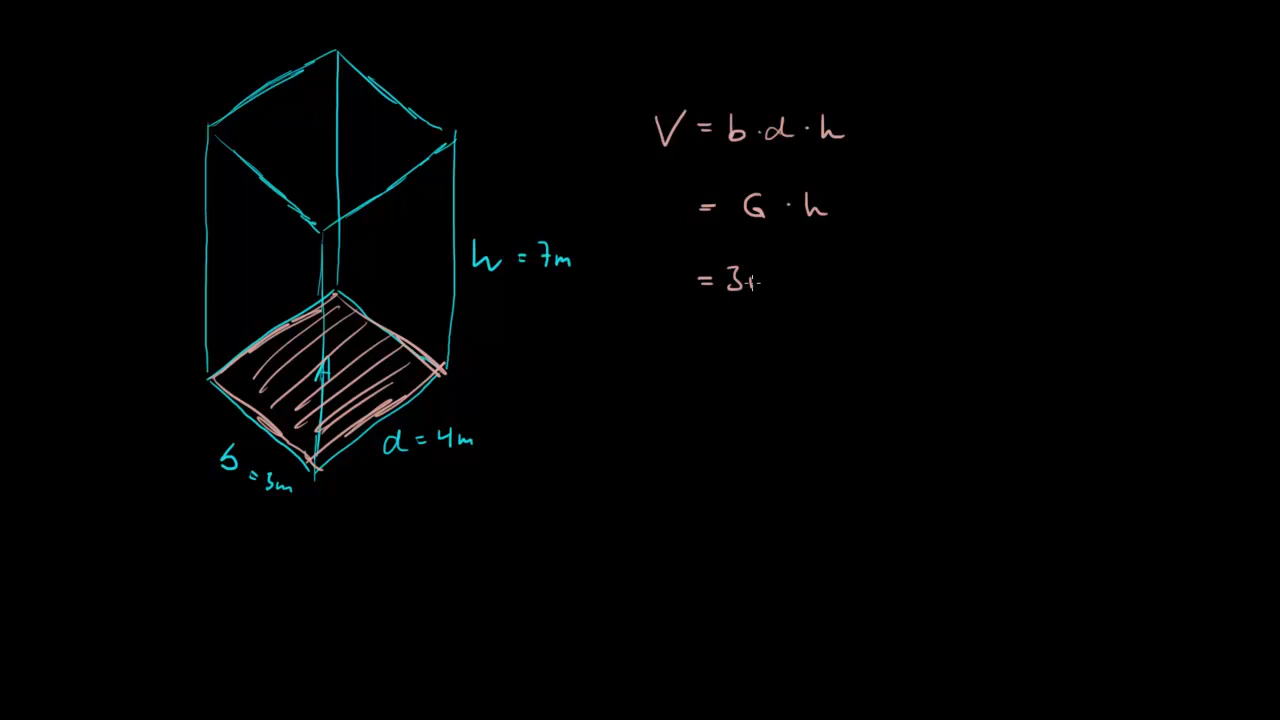 V = b · d · h
= G · h
h = 7m
= 3
A
d = 4m
b = 3m